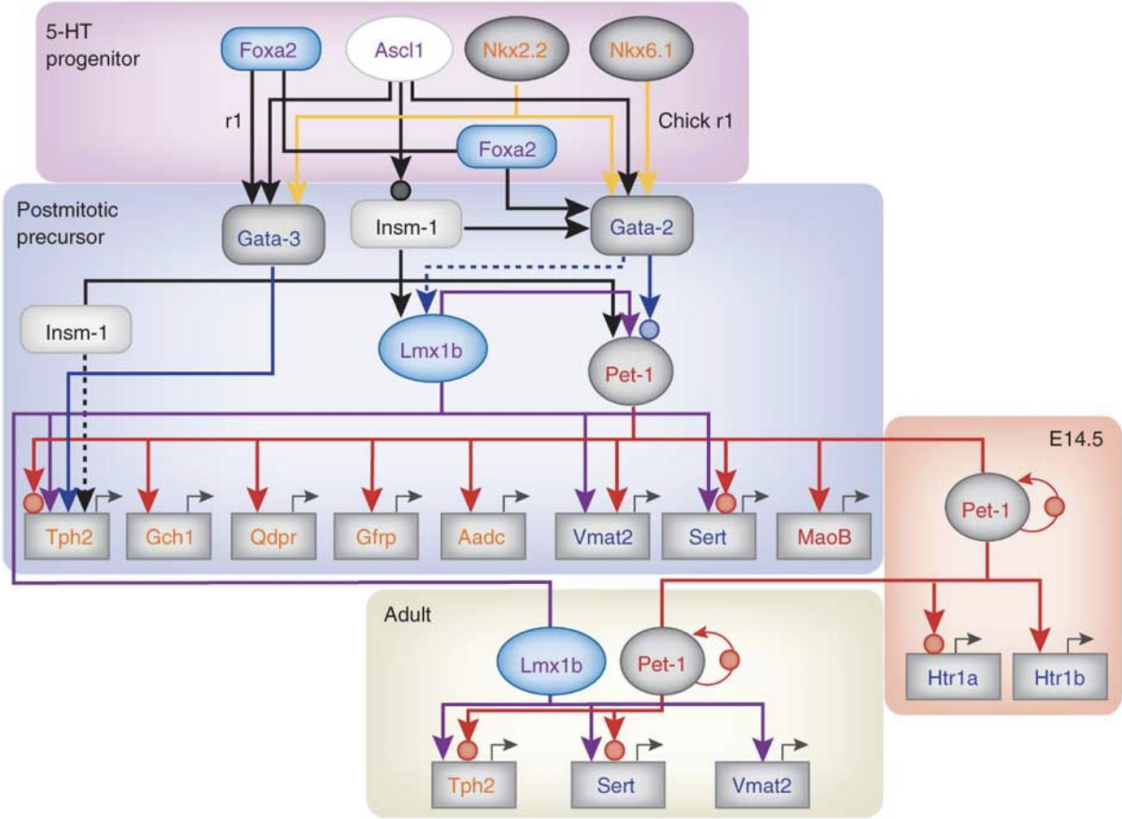 5-HT
progenitor
Foxa2
Ascl1
Nkx2.2
Nkx6.1
r1
Chick r1
Foxa2
Postmitotic
precursor
Gata-3
Insm-1
Gata-2
Insm-1
Lmx1b
Pet-1
E14.5
Pet-1
Tph2
Gch1
Qdpr
Gfrp
Aadc
Vmat2
Sert
MaoB
Adult
Lmx1b
Pet-1
Htr1a
Htr1b
Tph2
Sert
Vmat2